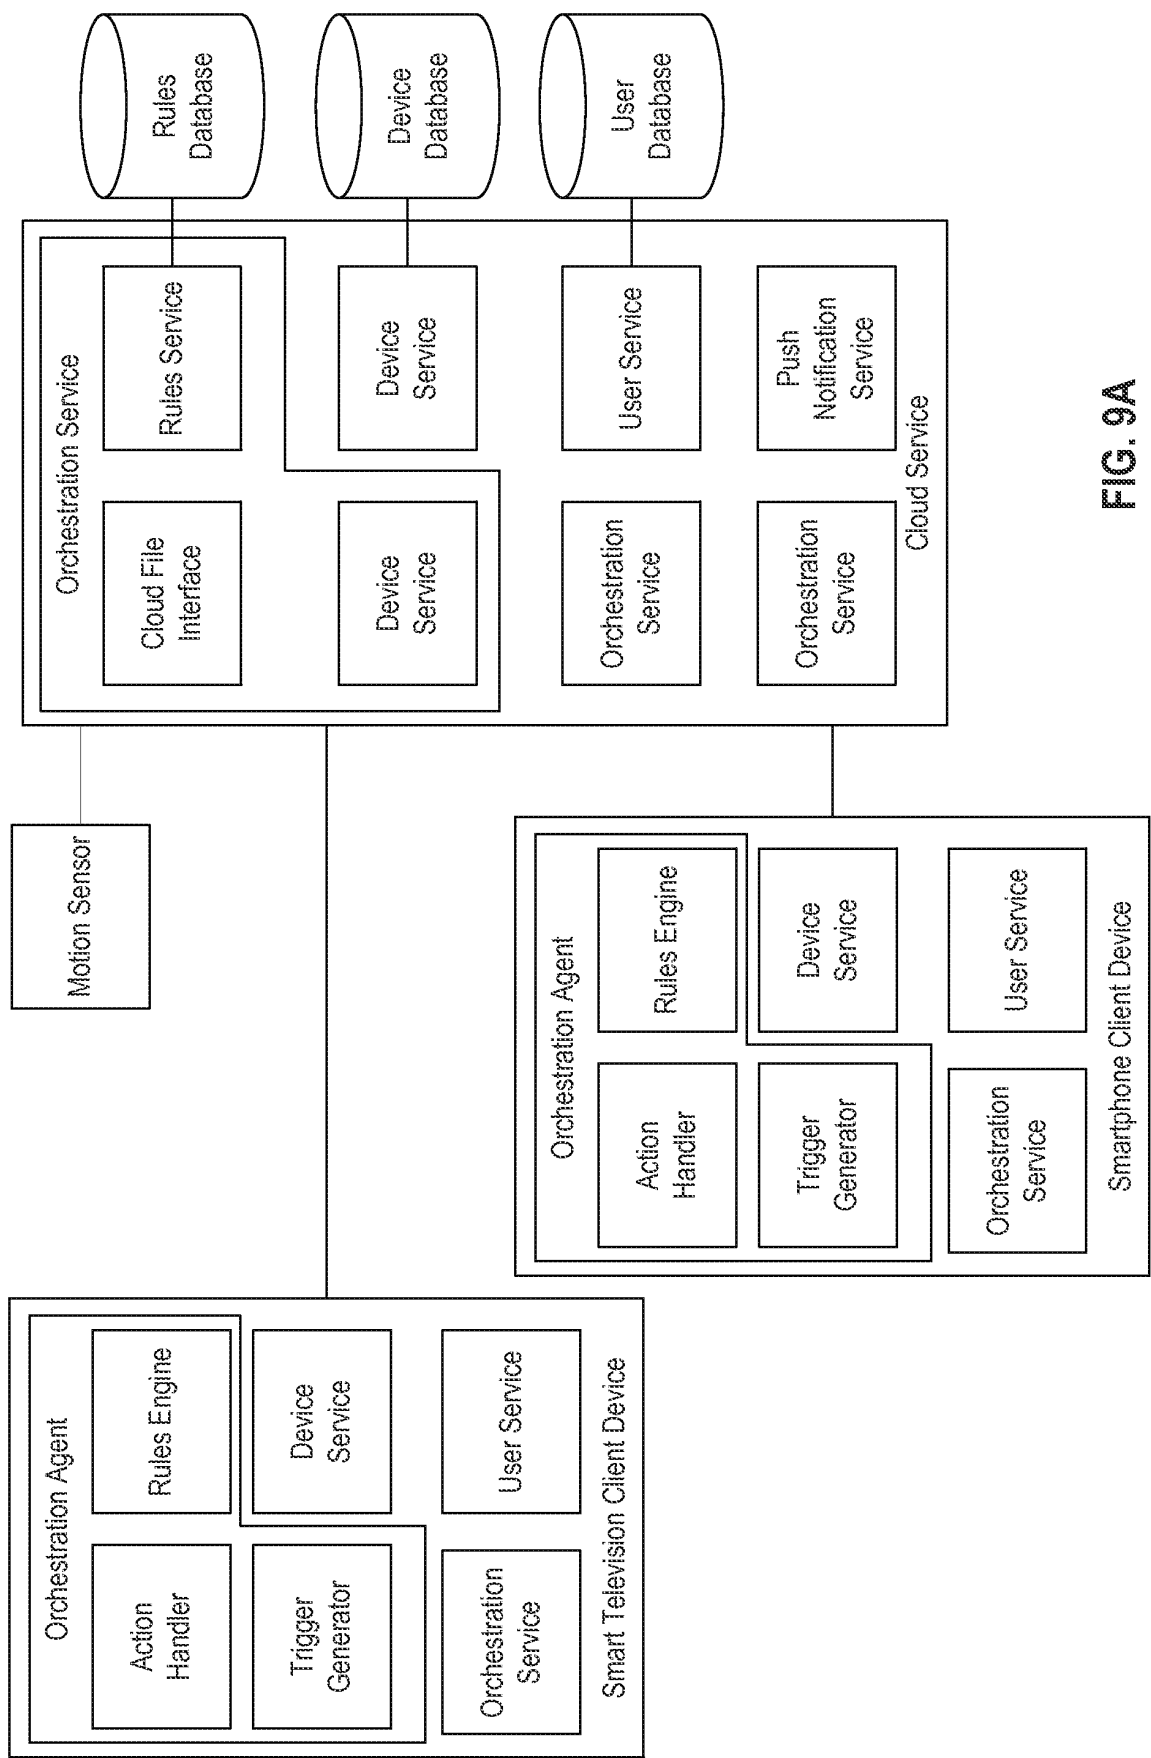 Motion Sensor
Orchestration Agent
Action
Handler
Rules Engine
Trigger
Generator
Device
Service
Orchestration
Service
User Service
Smart Television Client Device
Orchestration Agent
Action
Handler
Rules Engine
Trigger
Generator
Device
Service
Orchestration
Service
User Service
Smartphone Client Device
Orchestration Service
Cloud File
Interface
Rules Service
Device
Service
Device
Service
Orchestration
Service
User Service
Orchestration
Service
Push
Notification
Service
Cloud Service
Rules
Database
Device
Database
User
Database
FIG. 9A